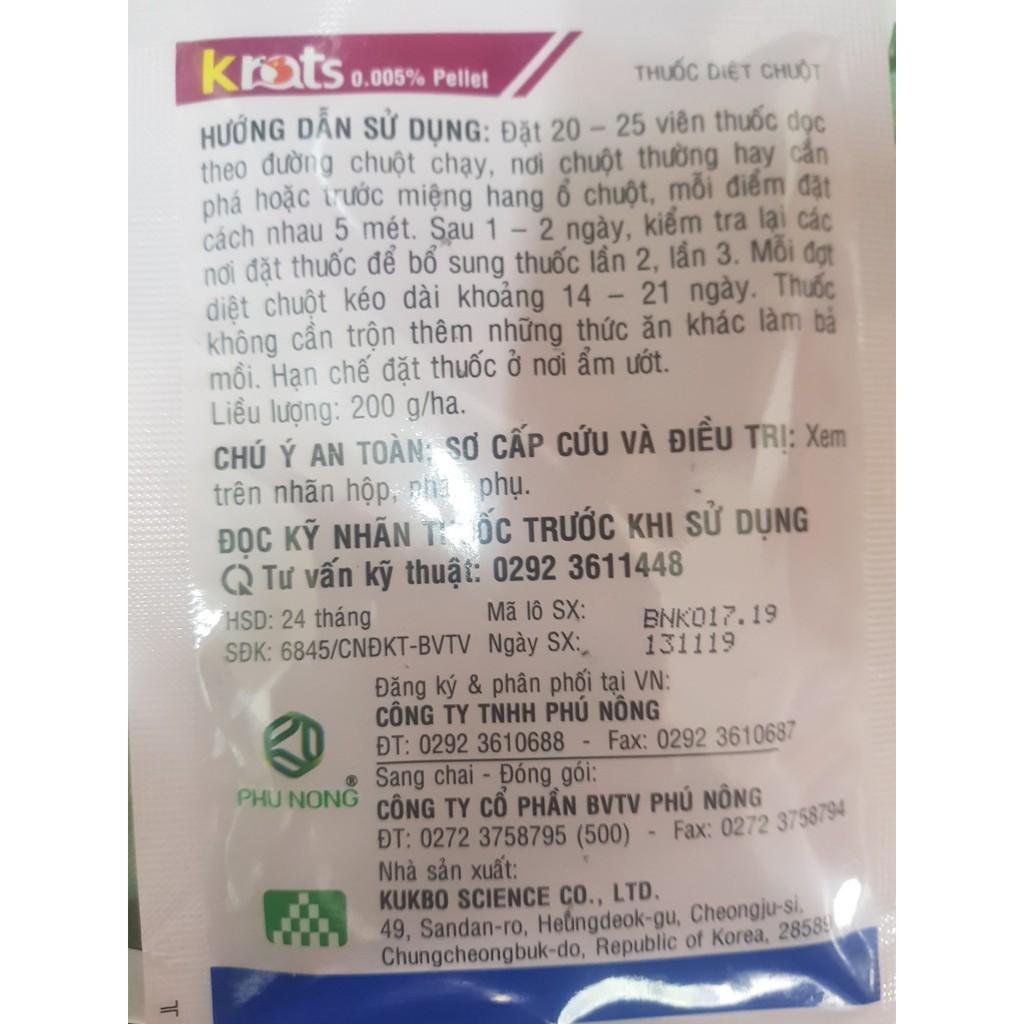 krats 0.005% Pellet
THUỐC DIỆT CHUỘT
HƯỚNG DẪN SỬ DỤNG: Đặt 20 – 25 viên thuốc dọc
theo đường chuột chạy, nơi chuột thường hay cắn
phá hoặc trước miệng hang ổ chuột, mỗi điểm đặt
cách nhau 5 mét. Sau 1 – 2 ngày, kiểm tra lại các
nơi đặt thuốc để bổ sung thuốc lần 2, lần 3. Mỗi đợt
diệt chuột kéo dài khoảng 14 – 21 ngày. Thuốc
không cần trộn thêm những thức ăn khác làm bả
mồi. Hạn chế đặt thuốc ở nơi ẩm ướt.
Liều lượng: 200 g/ha.
CHÚ Ý AN TOÀN; SƠ CẤP CỨU VÀ ĐIỀU TRỊ: Xem
trên nhãn hộp, phụ.
ĐỌC KỸ NHÃN THUỐC TRƯỚC KHI SỬ DỤNG
Tư vấn kỹ thuật: 0292 3611448
HSD: 24 tháng Mã lô SX: BNK017.19
SĐK: 6845/CNĐKT-BVTV Ngày SX: 131119
Đăng ký & phân phối tại VN:
CÔNG TY TNHH PHÚ NÔNG
ĐT: 0292 3610688 - Fax: 0292 3610687
PHU NONG ®
Sang chai - Đóng gói:
CÔNG TY CỔ PHẦN BVTV PHÚ NÔNG
ĐT: 0272 3758795 (500) - Fax: 0272 3758794
Nhà sản xuất:
KUKBO SCIENCE CO., LTD.
49, Sandan-ro, Heungdeok-gu, Cheongju-si,
Chungcheongbuk-do, Republic of Korea, 28589